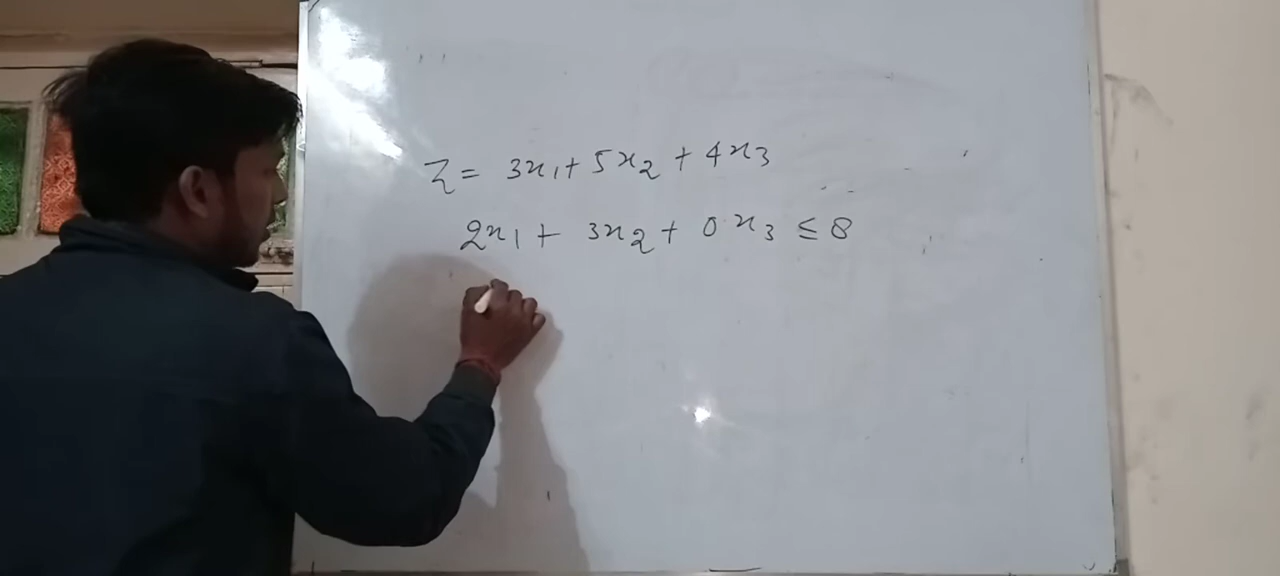 Z = 3x₁ + 5x₂ + 4x₃
2x₁ + 3x₂ + 0x₃ ≤ 8